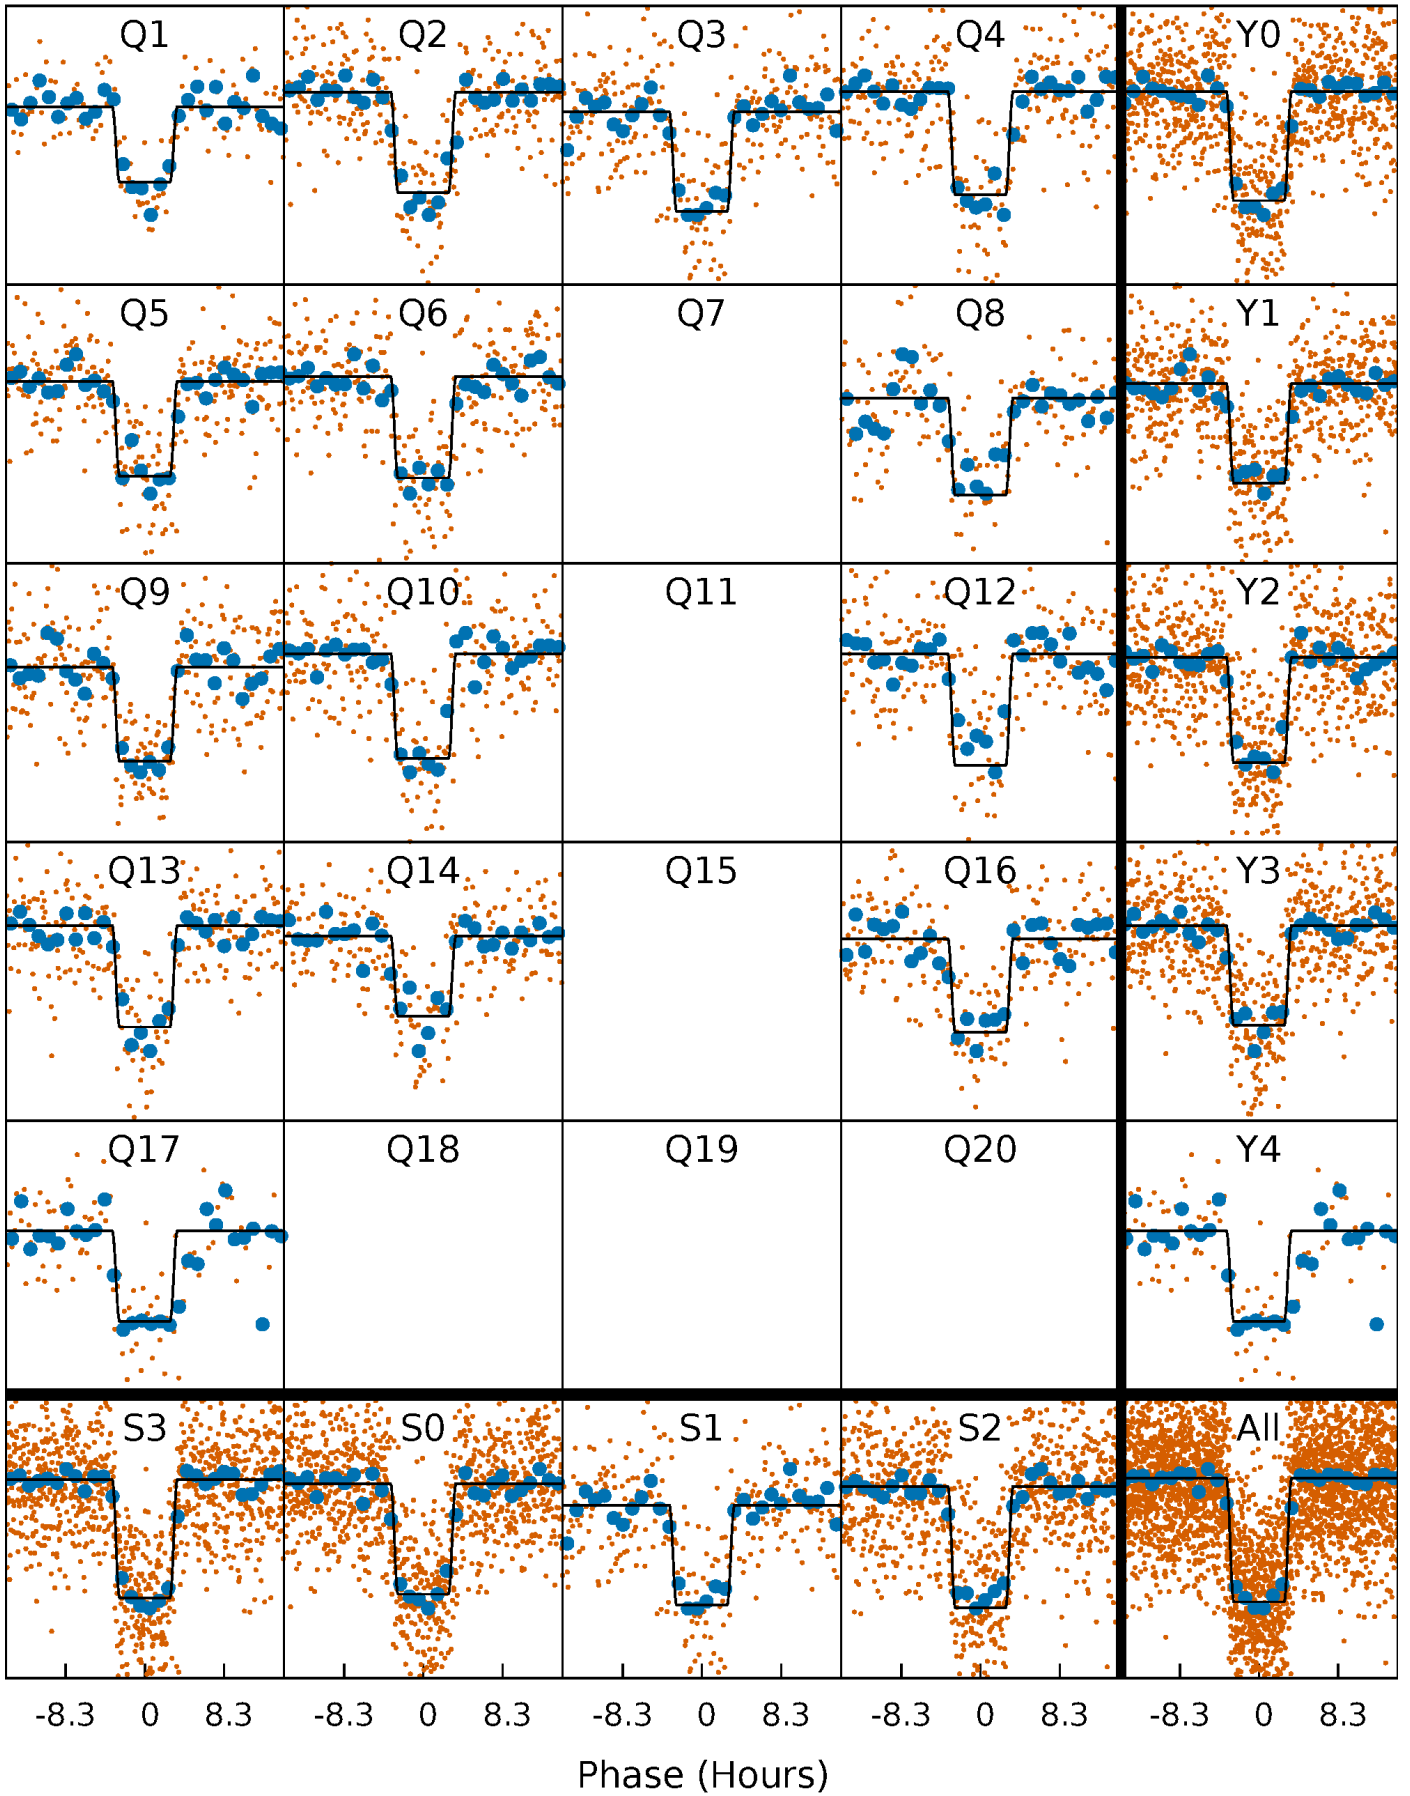 Q1 Q2 Q3 Q4 Y0
Q5 Q6 Q7 Q8 Y1
Q9 Q10 Q11 Q12 Y2
Q13 Q14 Q15 Q16 Y3
Q17 Q18 Q19 Q20 Y4
S3 S0 S1 S2 All
-8.3 0 8.3 -8.3 0 8.3 -8.3 0 8.3 -8.3 0 8.3 -8.3 0 8.3
Phase (Hours)